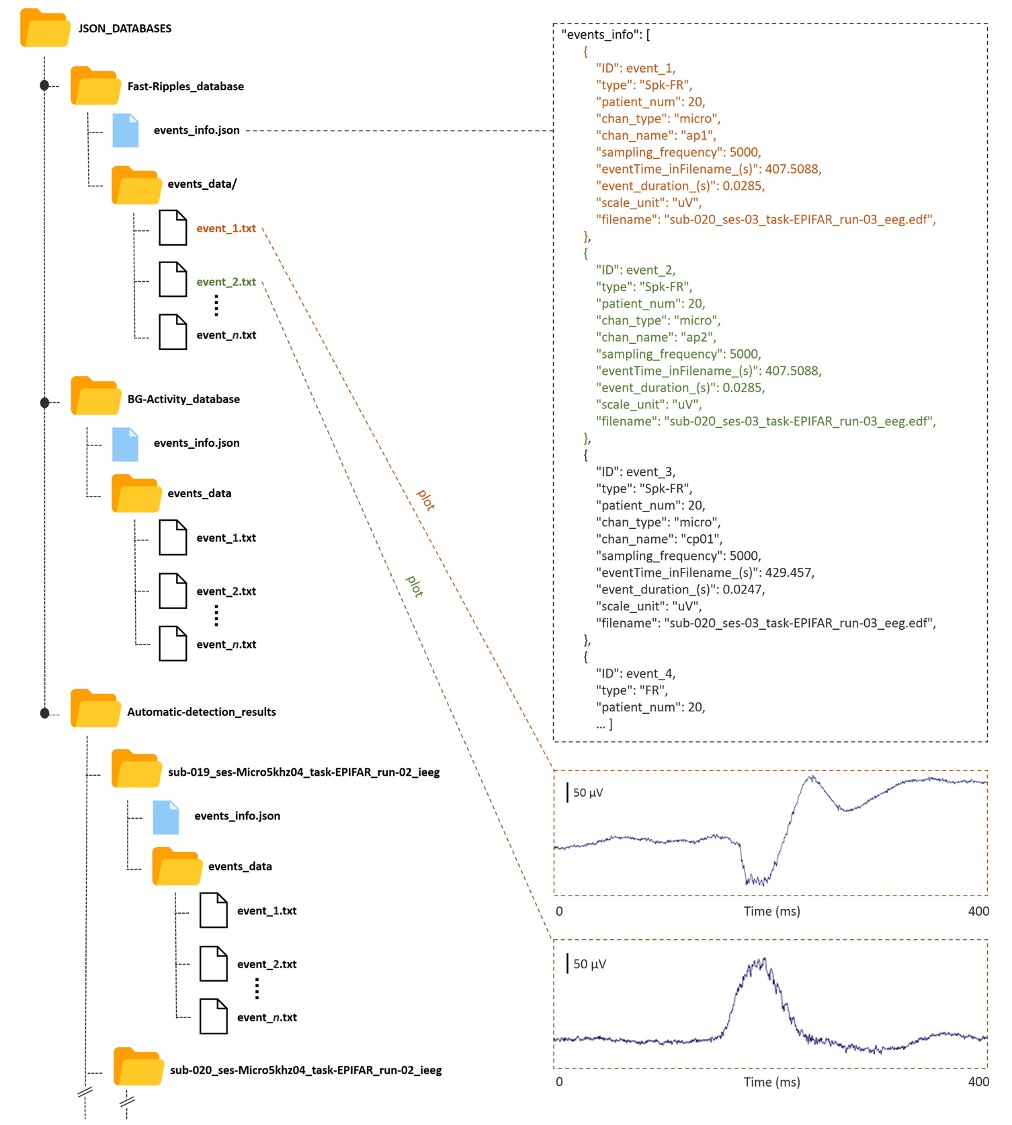 JSON_DATABASES
Fast-Ripples_database
events_info.json
events_data/
event_1.txt
event_2.txt
event_n.txt
BG-Activity_database
events_info.json
events_data
event_1.txt
event_2.txt
event_n.txt
Automatic-detection_results
sub-019_ses-Micro5khz04_task-EPIFAR_run-02_ieeg
events_info.json
events_data
event_1.txt
event_2.txt
event_n.txt
sub-020_ses-Micro5khz04_task-EPIFAR_run-02_ieeg
plot
plot
"events_info": [
{
"ID": event_1,
"type": "Spk-FR",
"patient_num": 20,
"chan_type": "micro",
"chan_name": "ap1",
"sampling_frequency": 5000,
"eventTime_inFilename_(s)": 407.5088,
"event_duration_(s)": 0.0285,
"scale_unit": "uV",
"filename": "sub-020_ses-03_task-EPIFAR_run-03_eeg.edf",
},
{
"ID": event_2,
"type": "Spk-FR",
"patient_num": 20,
"chan_type": "micro",
"chan_name": "ap2",
"sampling_frequency": 5000,
"eventTime_inFilename_(s)": 407.5088,
"event_duration_(s)": 0.0285,
"scale_unit": "uV",
"filename": "sub-020_ses-03_task-EPIFAR_run-03_eeg.edf",
},
{
"ID": event_3,
"type": "Spk-FR",
"patient_num": 20,
"chan_type": "micro",
"chan_name": "cp01",
"sampling_frequency": 5000,
"eventTime_inFilename_(s)": 429.457,
"event_duration_(s)": 0.0247,
"scale_unit": "uV",
"filename": "sub-020_ses-03_task-EPIFAR_run-03_eeg.edf",
},
{
"ID": event_4,
"type": "FR",
"patient_num": 20,
... ]
50 µV
0 Time (ms) 400
50 µV
0 Time (ms) 400